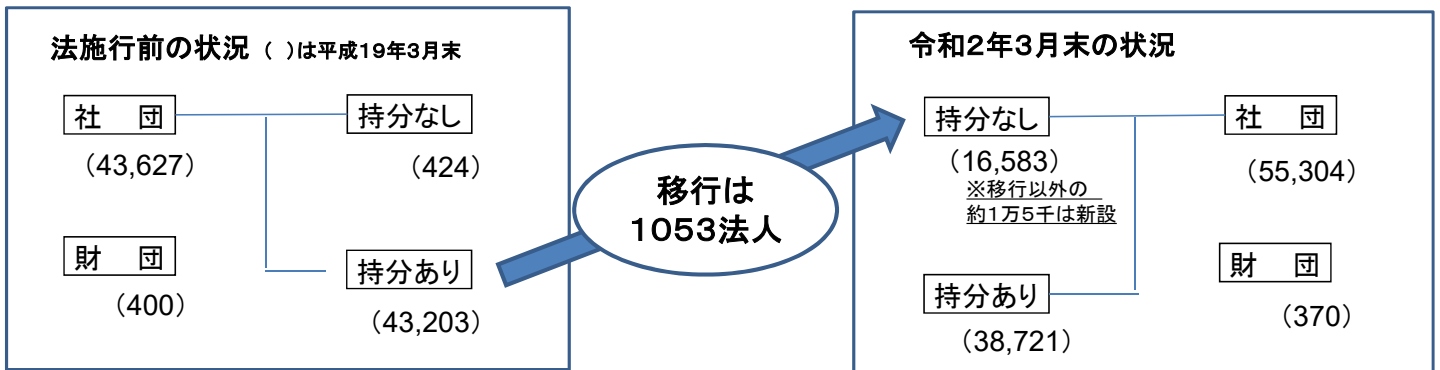 法施行前の状況 ( )は平成19年3月末
社 団
持分なし
(43,627)
(424)
財 団
持分あり
(400)
(43,203)
移行は
1053法人
令和2年3月末の状況
持分なし
社 団
(16,583)
(55,304)
※移行以外の
約1万5千は新設
持分あり
財 団
(38,721)
(370)